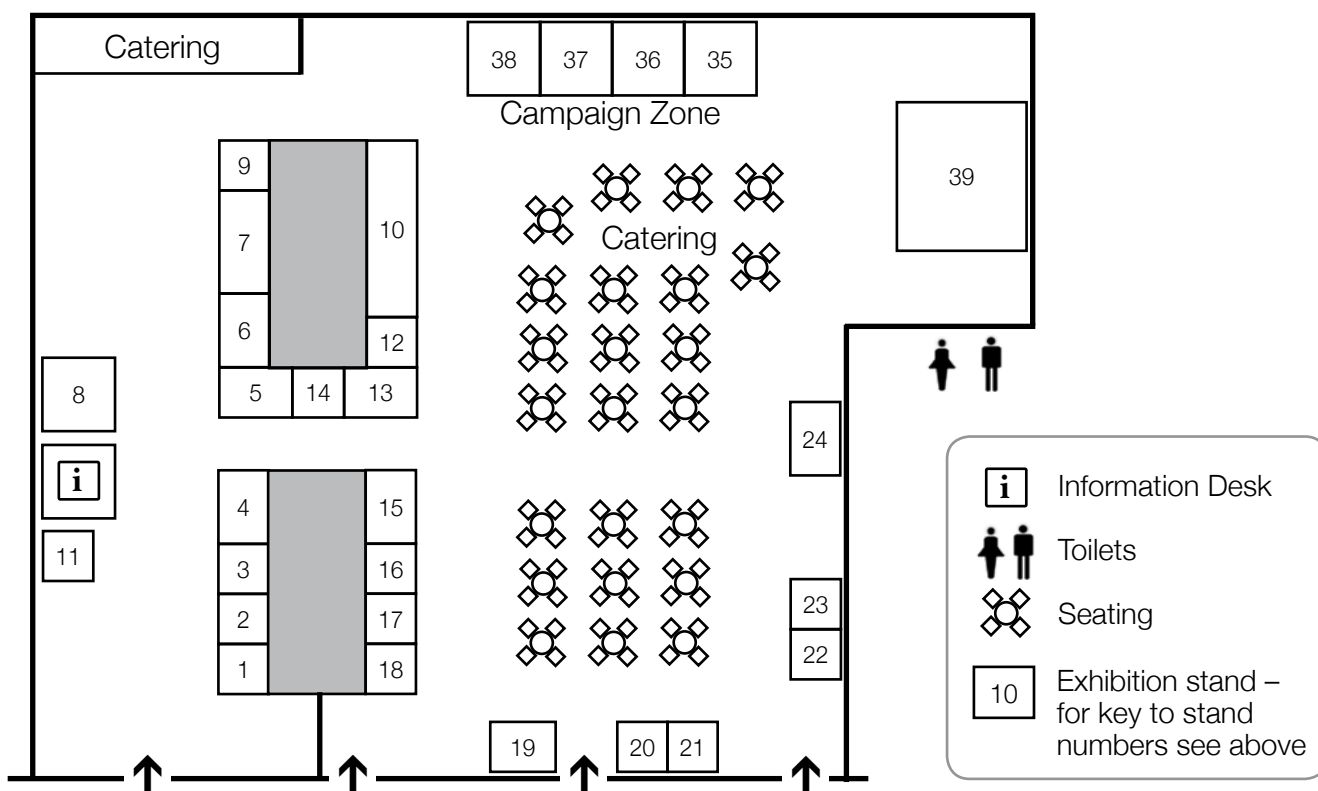 Catering
38 37 36 35
Campaign Zone
9
39
7
10
Catering
6
12
8
5 14 13
24
i
4
15
11
3
16
2
17
23
1
18
22
19
20 21
i Information Desk
Toilets
Seating
10
Exhibition stand –
for key to stand
numbers see above